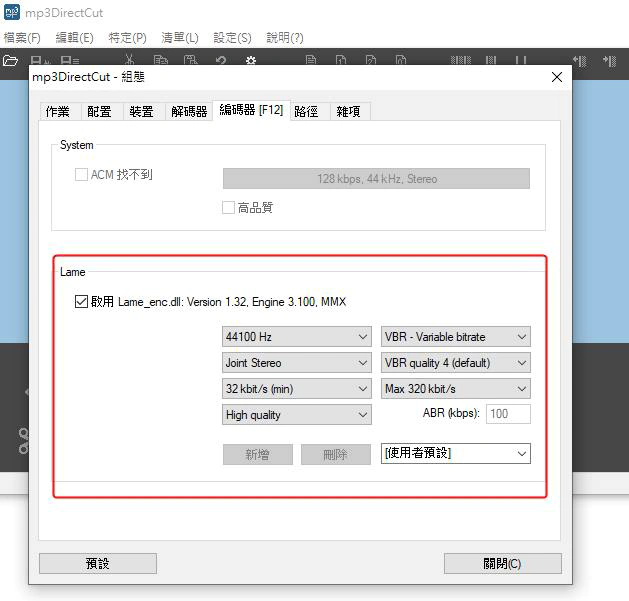 mp3DirectCut
檔案(F) 編輯(E) 特定(P) 清單(L) 設定(S) 說明(?)
mp3DirectCut - 組態
作業 配置 裝置 解碼器 編碼器 [F12] 路徑 雜項
System
ACM 找不到
128 kbps, 44 kHz, Stereo
高品質
Lame
啟用 Lame_enc.dll: Version 1.32, Engine 3.100, MMX
44100 Hz VBR - Variable bitrate
Joint Stereo VBR quality 4 (default)
32 kbit/s (min) Max 320 kbit/s
High quality ABR (kbps): 100
新增 刪除 [使用者預設]
預設 關閉(C)